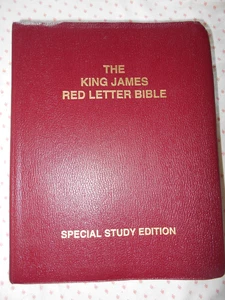 THE
KING JAMES
RED LETTER BIBLE
SPECIAL STUDY EDITION